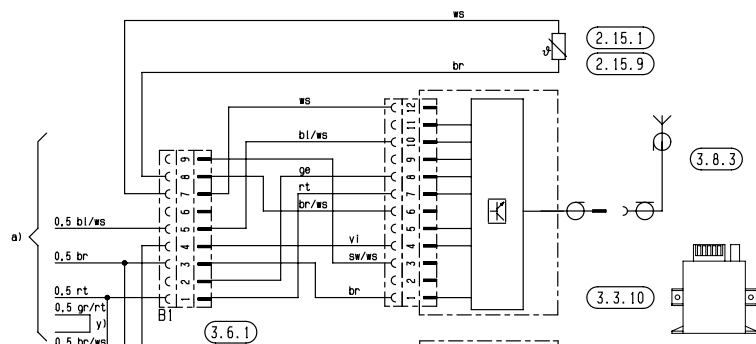 ws
ϑ
2.15.1
br
2.15.9
ws
12
11
bl/ws
10
9
9
3.8.3
ge
8
8
rt
7
7
br/ws
6
6
0,5 bl/ws
5
5
a)
vi
4
4
0,5 br
sw/ws
3
3
2
2
0,5 rt
br
1
1
3.3.10
0,5 gr/rt
B1
y)
3.6.1
0,5 br/ws